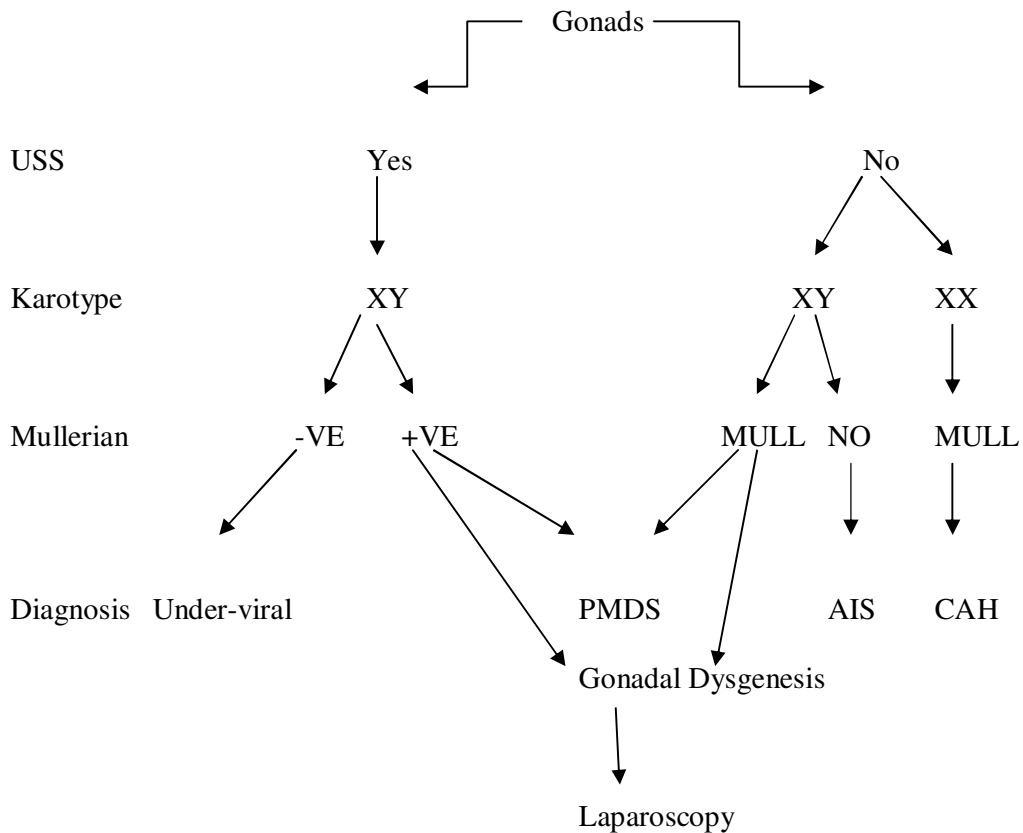 Gonads
USS Yes No
Karotype XY XY XX
Mullerian -VE +VE MULL NO MULL
Diagnosis Under-viral PMDS AIS CAH
Gonadal Dysgenesis
Laparoscopy